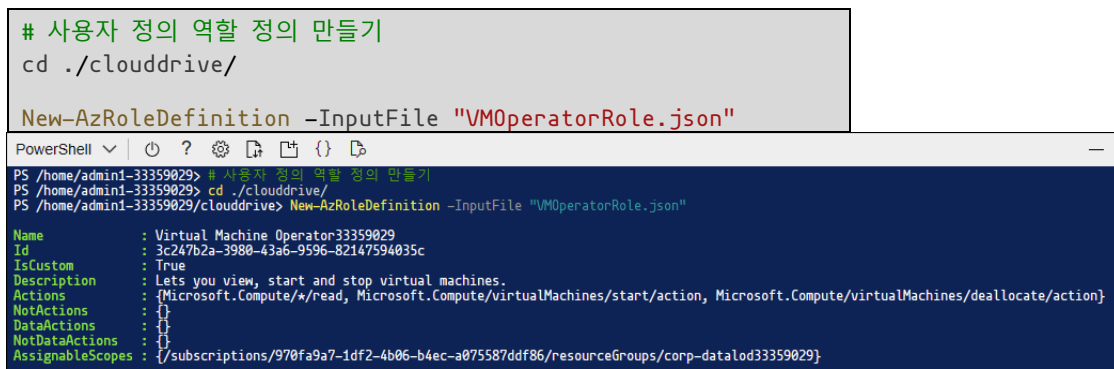 # 사용자 정의 역할 정의 만들기
cd ./clouddrive/
New-AzRoleDefinition -InputFile "VMOperatorRole.json"
PowerShell
PS /home/admin1-33359029> # 사용자 정의 역할 정의 만들기
PS /home/admin1-33359029> cd ./clouddrive/
PS /home/admin1-33359029/clouddrive> New-AzRoleDefinition -InputFile "VMOperatorRole.json"
Name : Virtual Machine Operator33359029
Id : 3c247b2a-3980-43a6-9596-82147594035c
IsCustom : True
Description : Lets you view, start and stop virtual machines.
Actions : {Microsoft.Compute/*/read, Microsoft.Compute/virtualMachines/start/action, Microsoft.Compute/virtualMachines/deallocate/action}
NotActions : {}
DataActions : {}
NotDataActions : {}
AssignableScopes : {/subscriptions/970fa9a7-1df2-4b06-b4ec-a075587ddf86/resourceGroups/corp-datalod33359029}